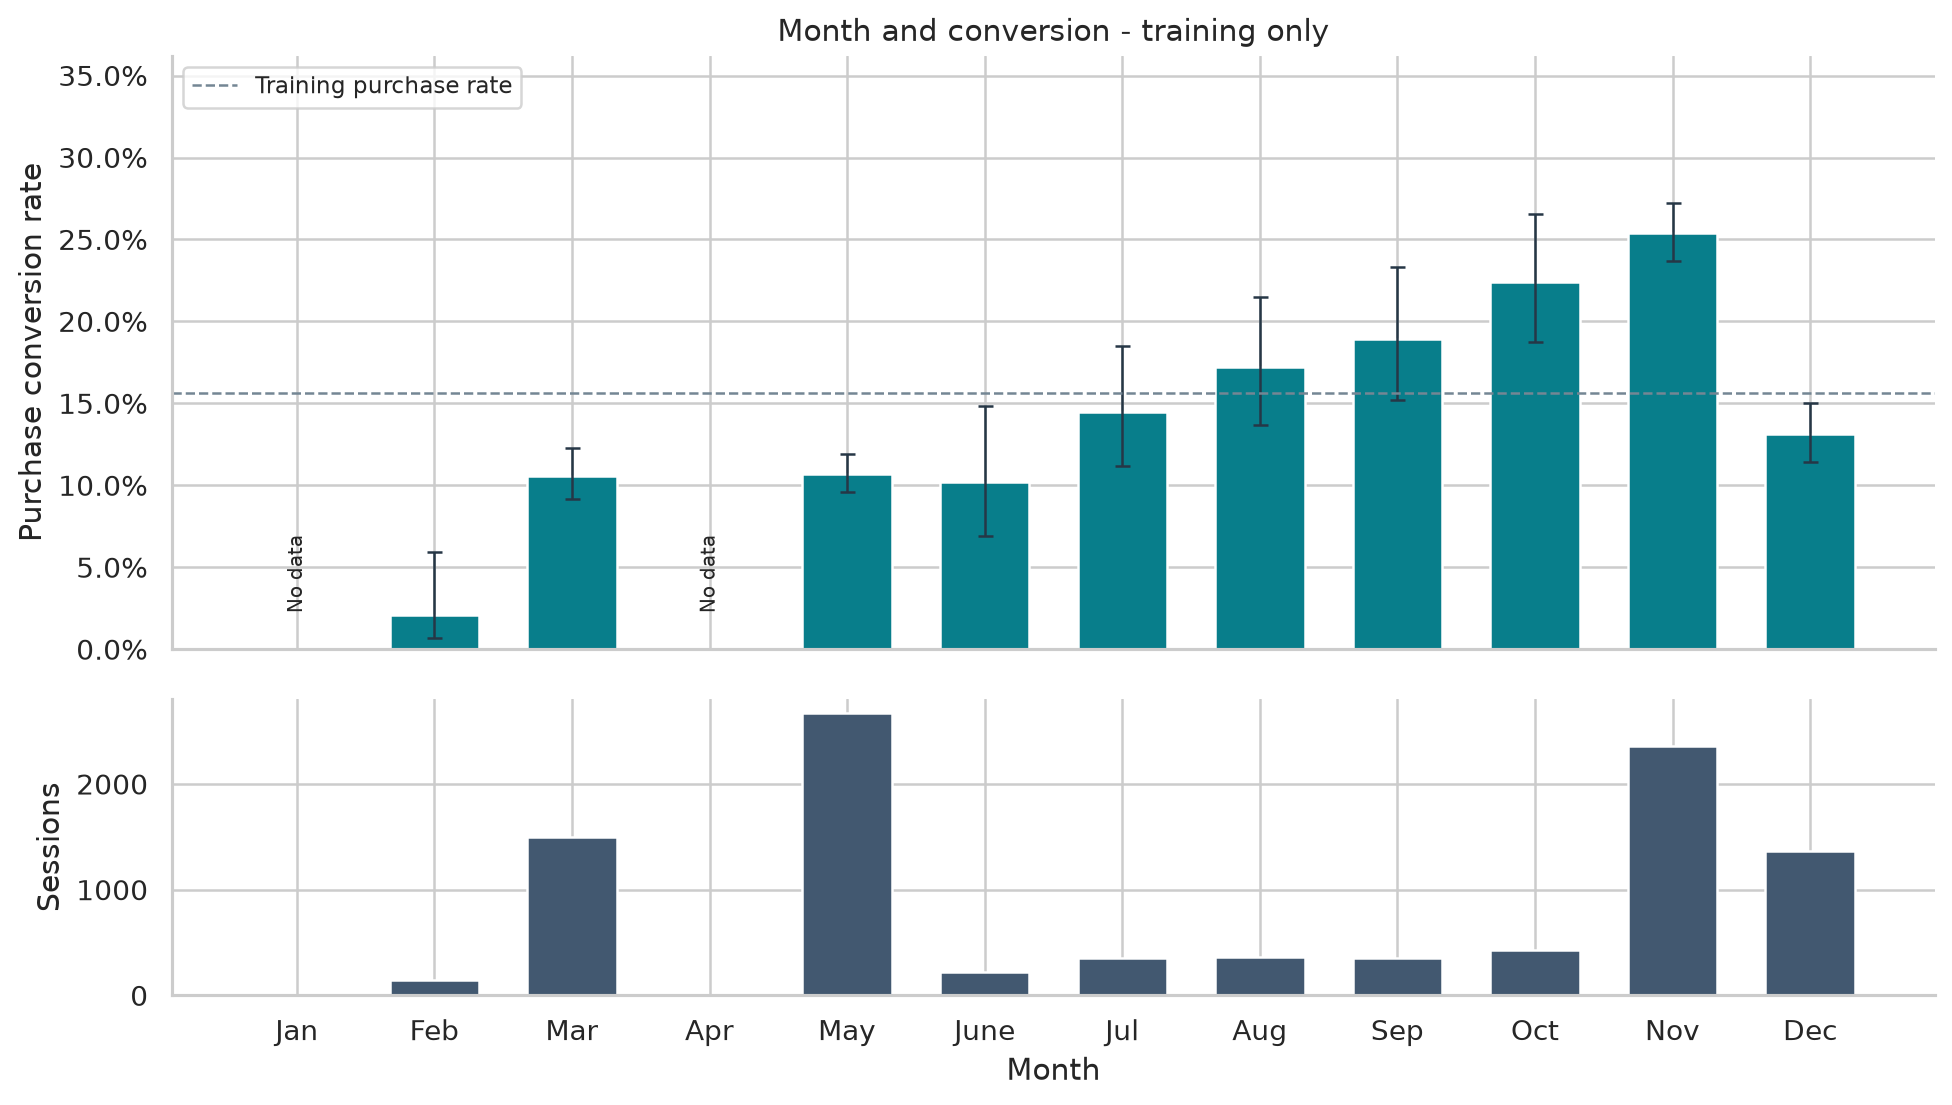 Month and conversion - training only
Training purchase rate
Purchase conversion rate
35.0%
30.0%
25.0%
20.0%
15.0%
10.0%
5.0%
0.0%
No data
No data
Sessions
2000
1000
0
Jan Feb Mar Apr May June Jul Aug Sep Oct Nov Dec
Month